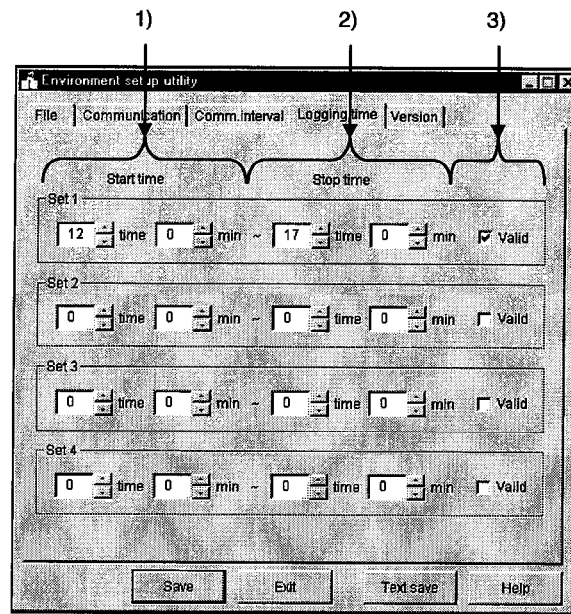 1) 2) 3)
Environment setup utility
File Communication Comm.interval Logging time Version
Start time Stop time
Set 1
12 time 0 min ~ 17 time 0 min Valid
Set 2
0 time 0 min ~ 0 time 0 min Valid
Set 3
0 time 0 min ~ 0 time 0 min Valid
Set 4
0 time 0 min ~ 0 time 0 min Valid
Save Exit Text save Help